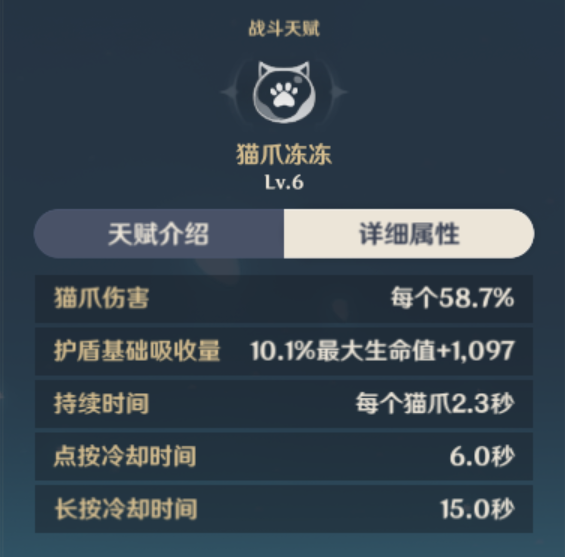 战斗天赋
猫爪冻冻
Lv.6
天赋介绍 详细属性
猫爪伤害 每个58.7%
护盾基础吸收量 10.1%最大生命值+1,097
持续时间 每个猫爪2.3秒
点按冷却时间 6.0秒
长按冷却时间 15.0秒